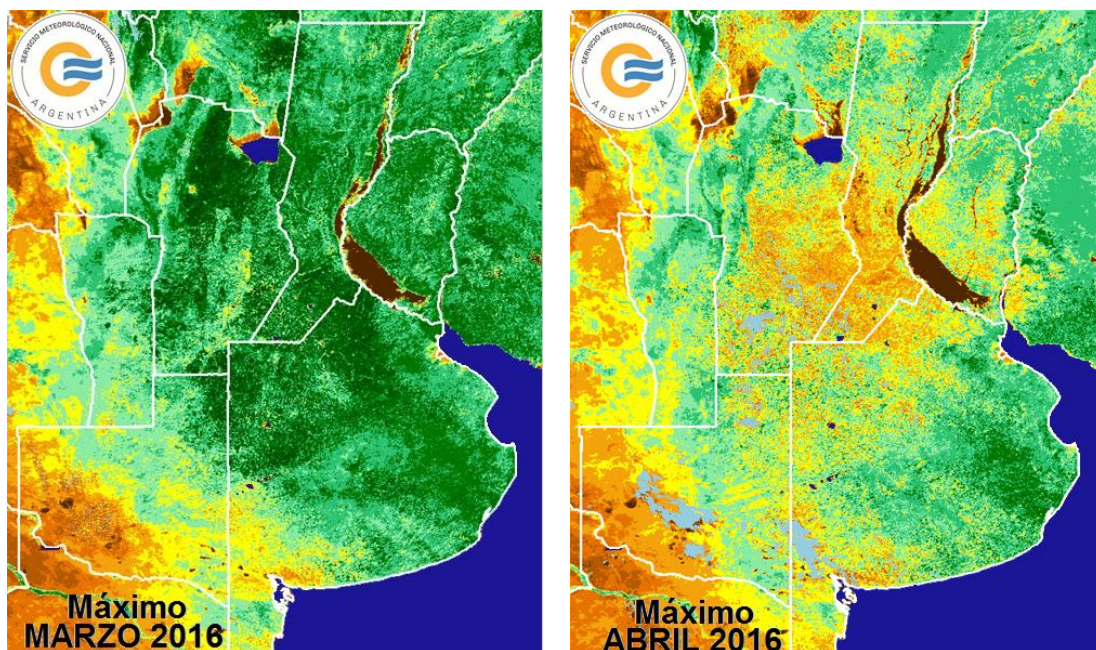 SERVICIO METEOROLÓGICO NACIONAL
ARGENTINA
Máximo
MARZO 2016
SERVICIO METEOROLÓGICO NACIONAL
ARGENTINA
Máximo
ABRIL 2016